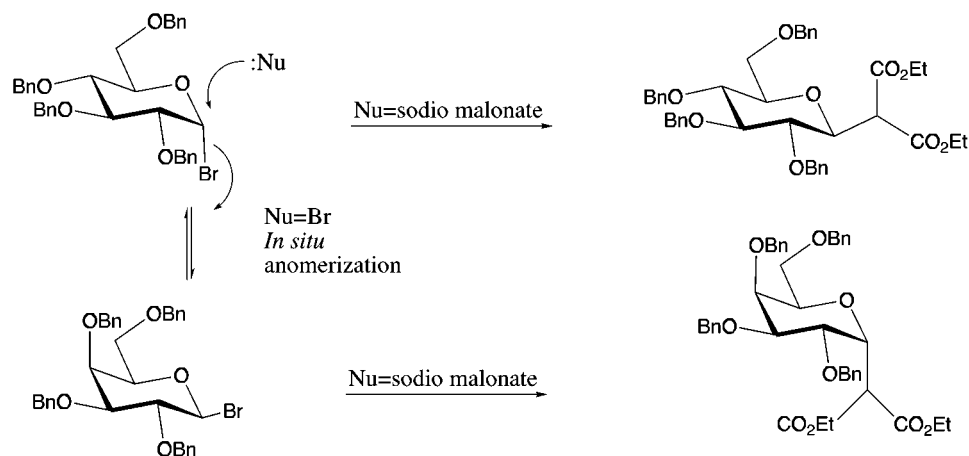 OBn
BnO
O
:Nu
BnO
OBn
Br
Nu=sodio malonate
OBn
CO₂Et
BnO
O
BnO
CO₂Et
OBn
Nu=Br
In situ
anomerization
OBn
OBn
O
BnO
Br
OBn
Nu=sodio malonate
OBn
OBn
O
BnO
OBn
CO₂Et
CO₂Et